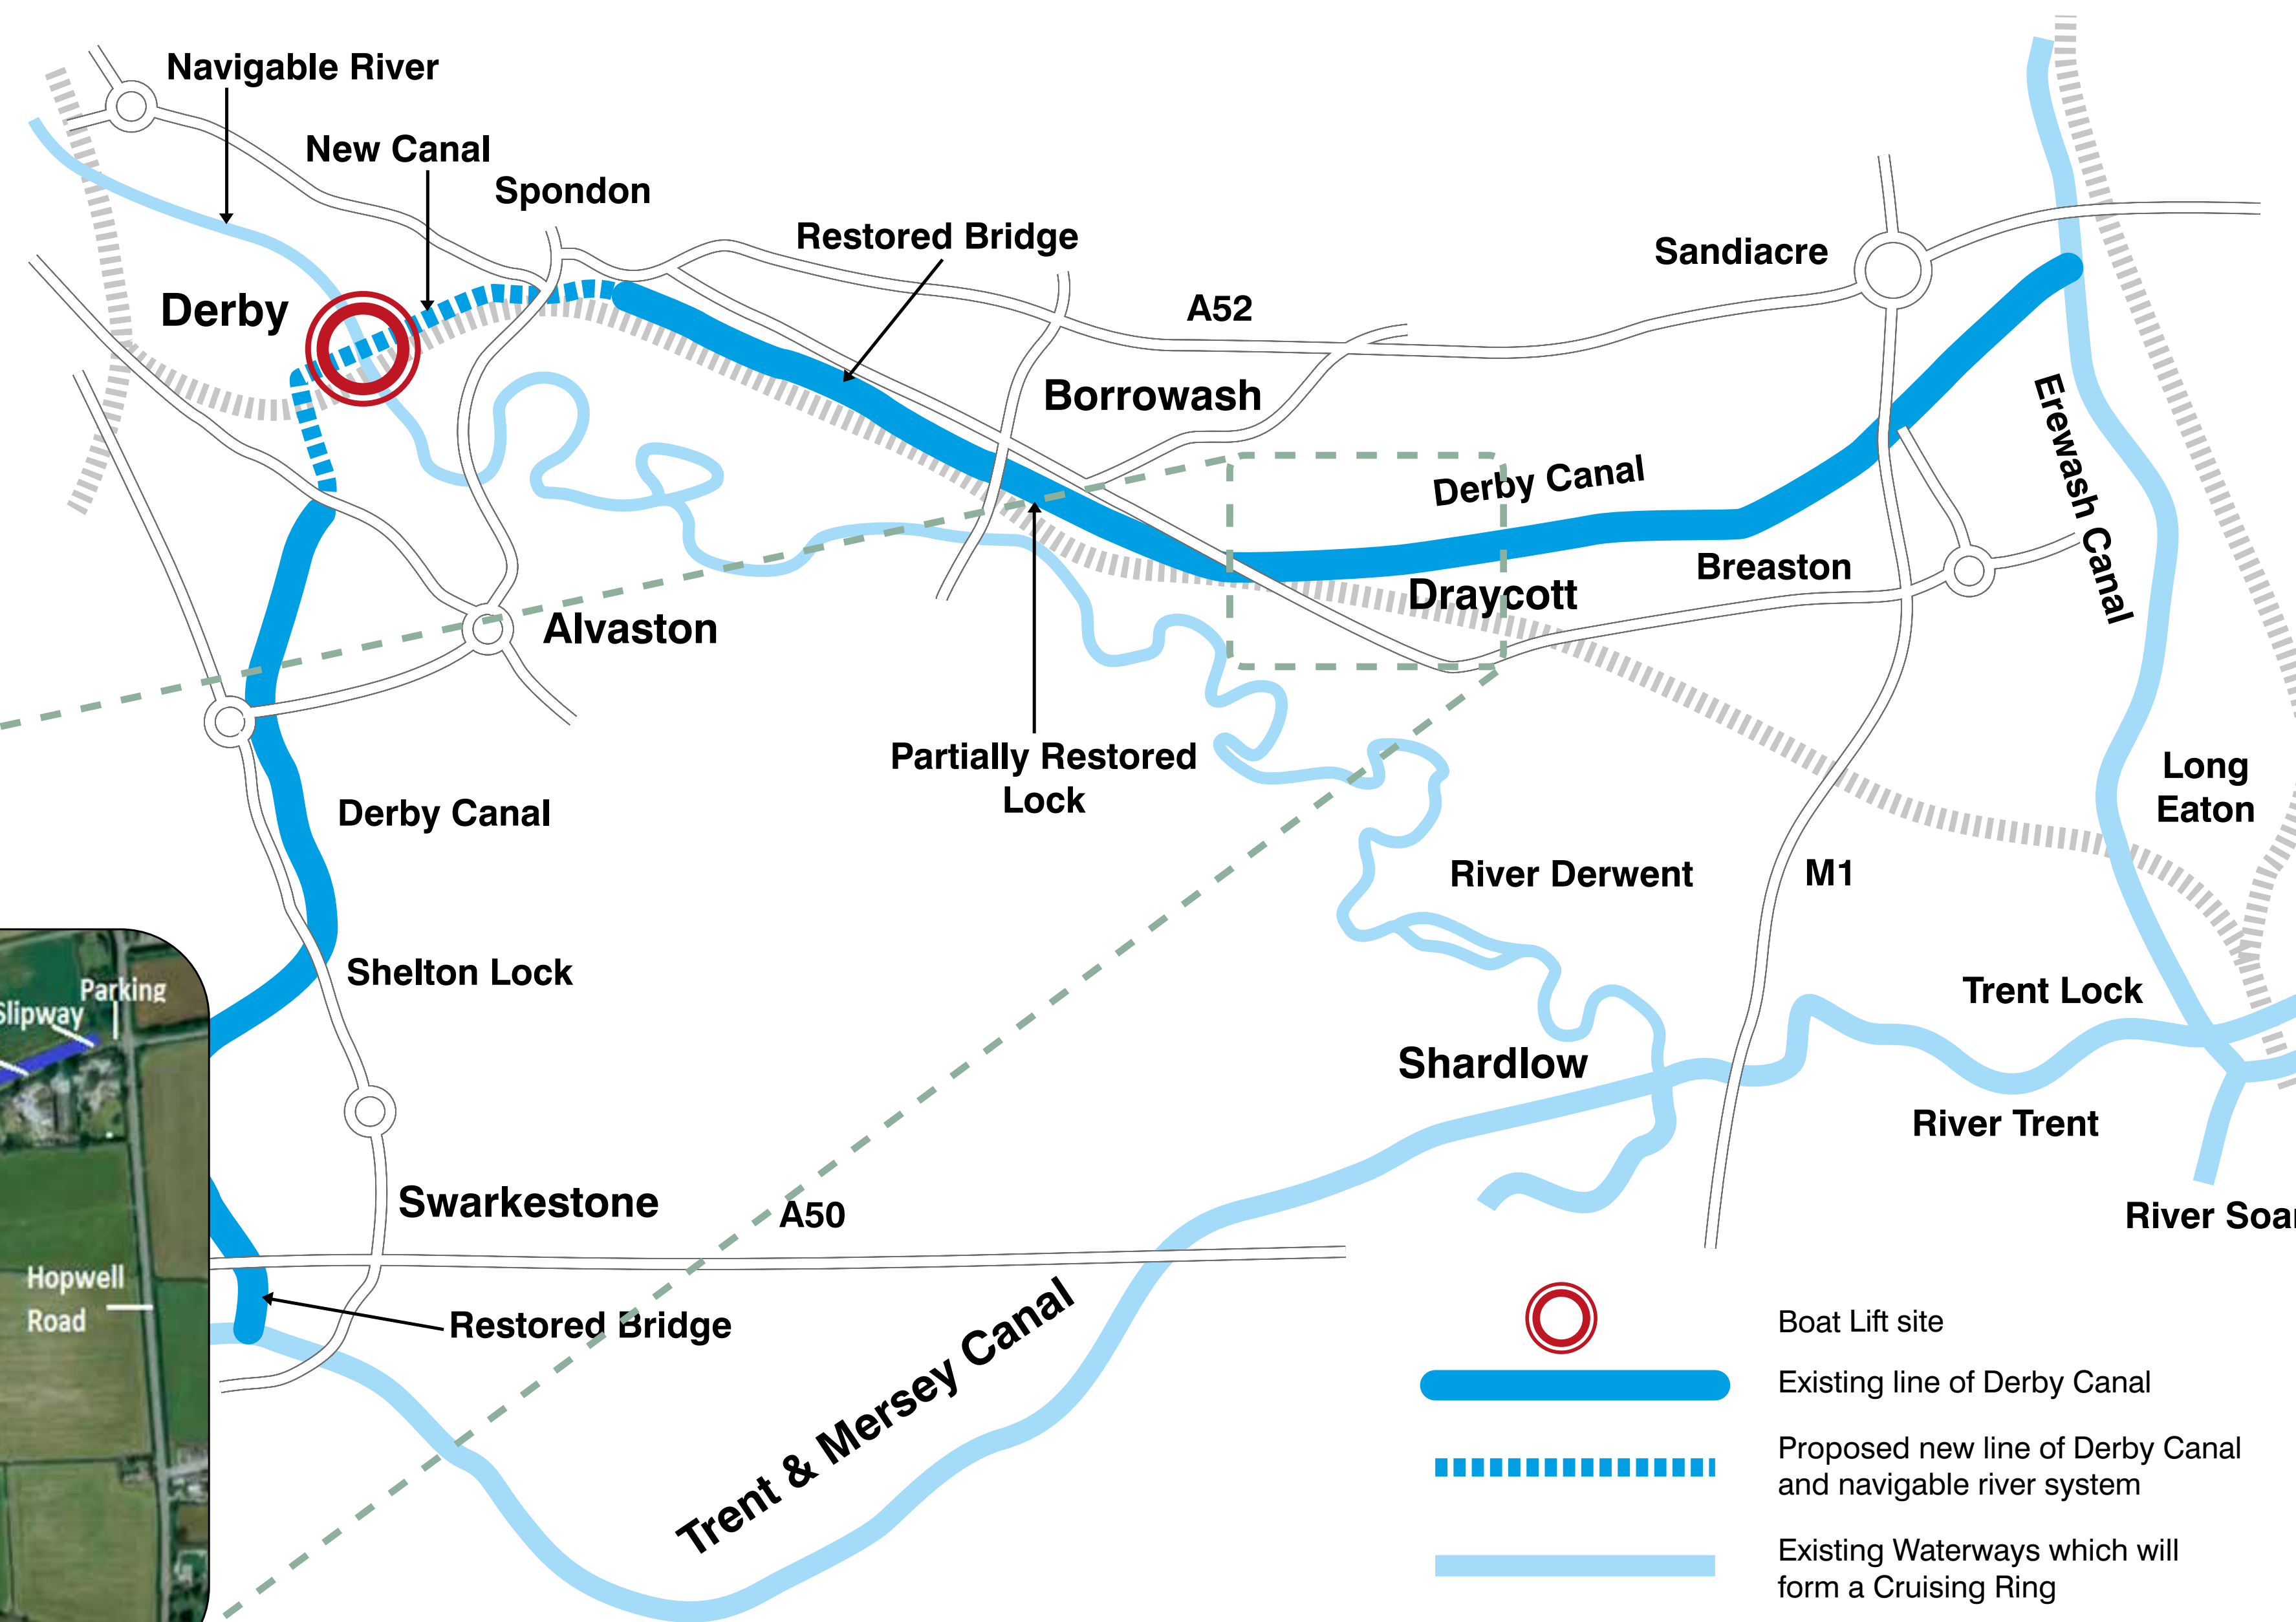 Navigable River
New Canal
Spondon
Restored Bridge
Sandiacre
Derby
A52
Borrowash
Derby Canal
Erewash Canal
Breaston
Draycott
Alvaston
Partially Restored
Lock
Long
Eaton
Derby Canal
River Derwent
M1
Shelton Lock
Trent Lock
Parking
Slipway
Shardlow
River Trent
Swarkestone
A50
River Soar
Hopwell
Road
Restored Bridge
Trent & Mersey Canal
Boat Lift site
Existing line of Derby Canal
Proposed new line of Derby Canal
and navigable river system
Existing Waterways which will
form a Cruising Ring